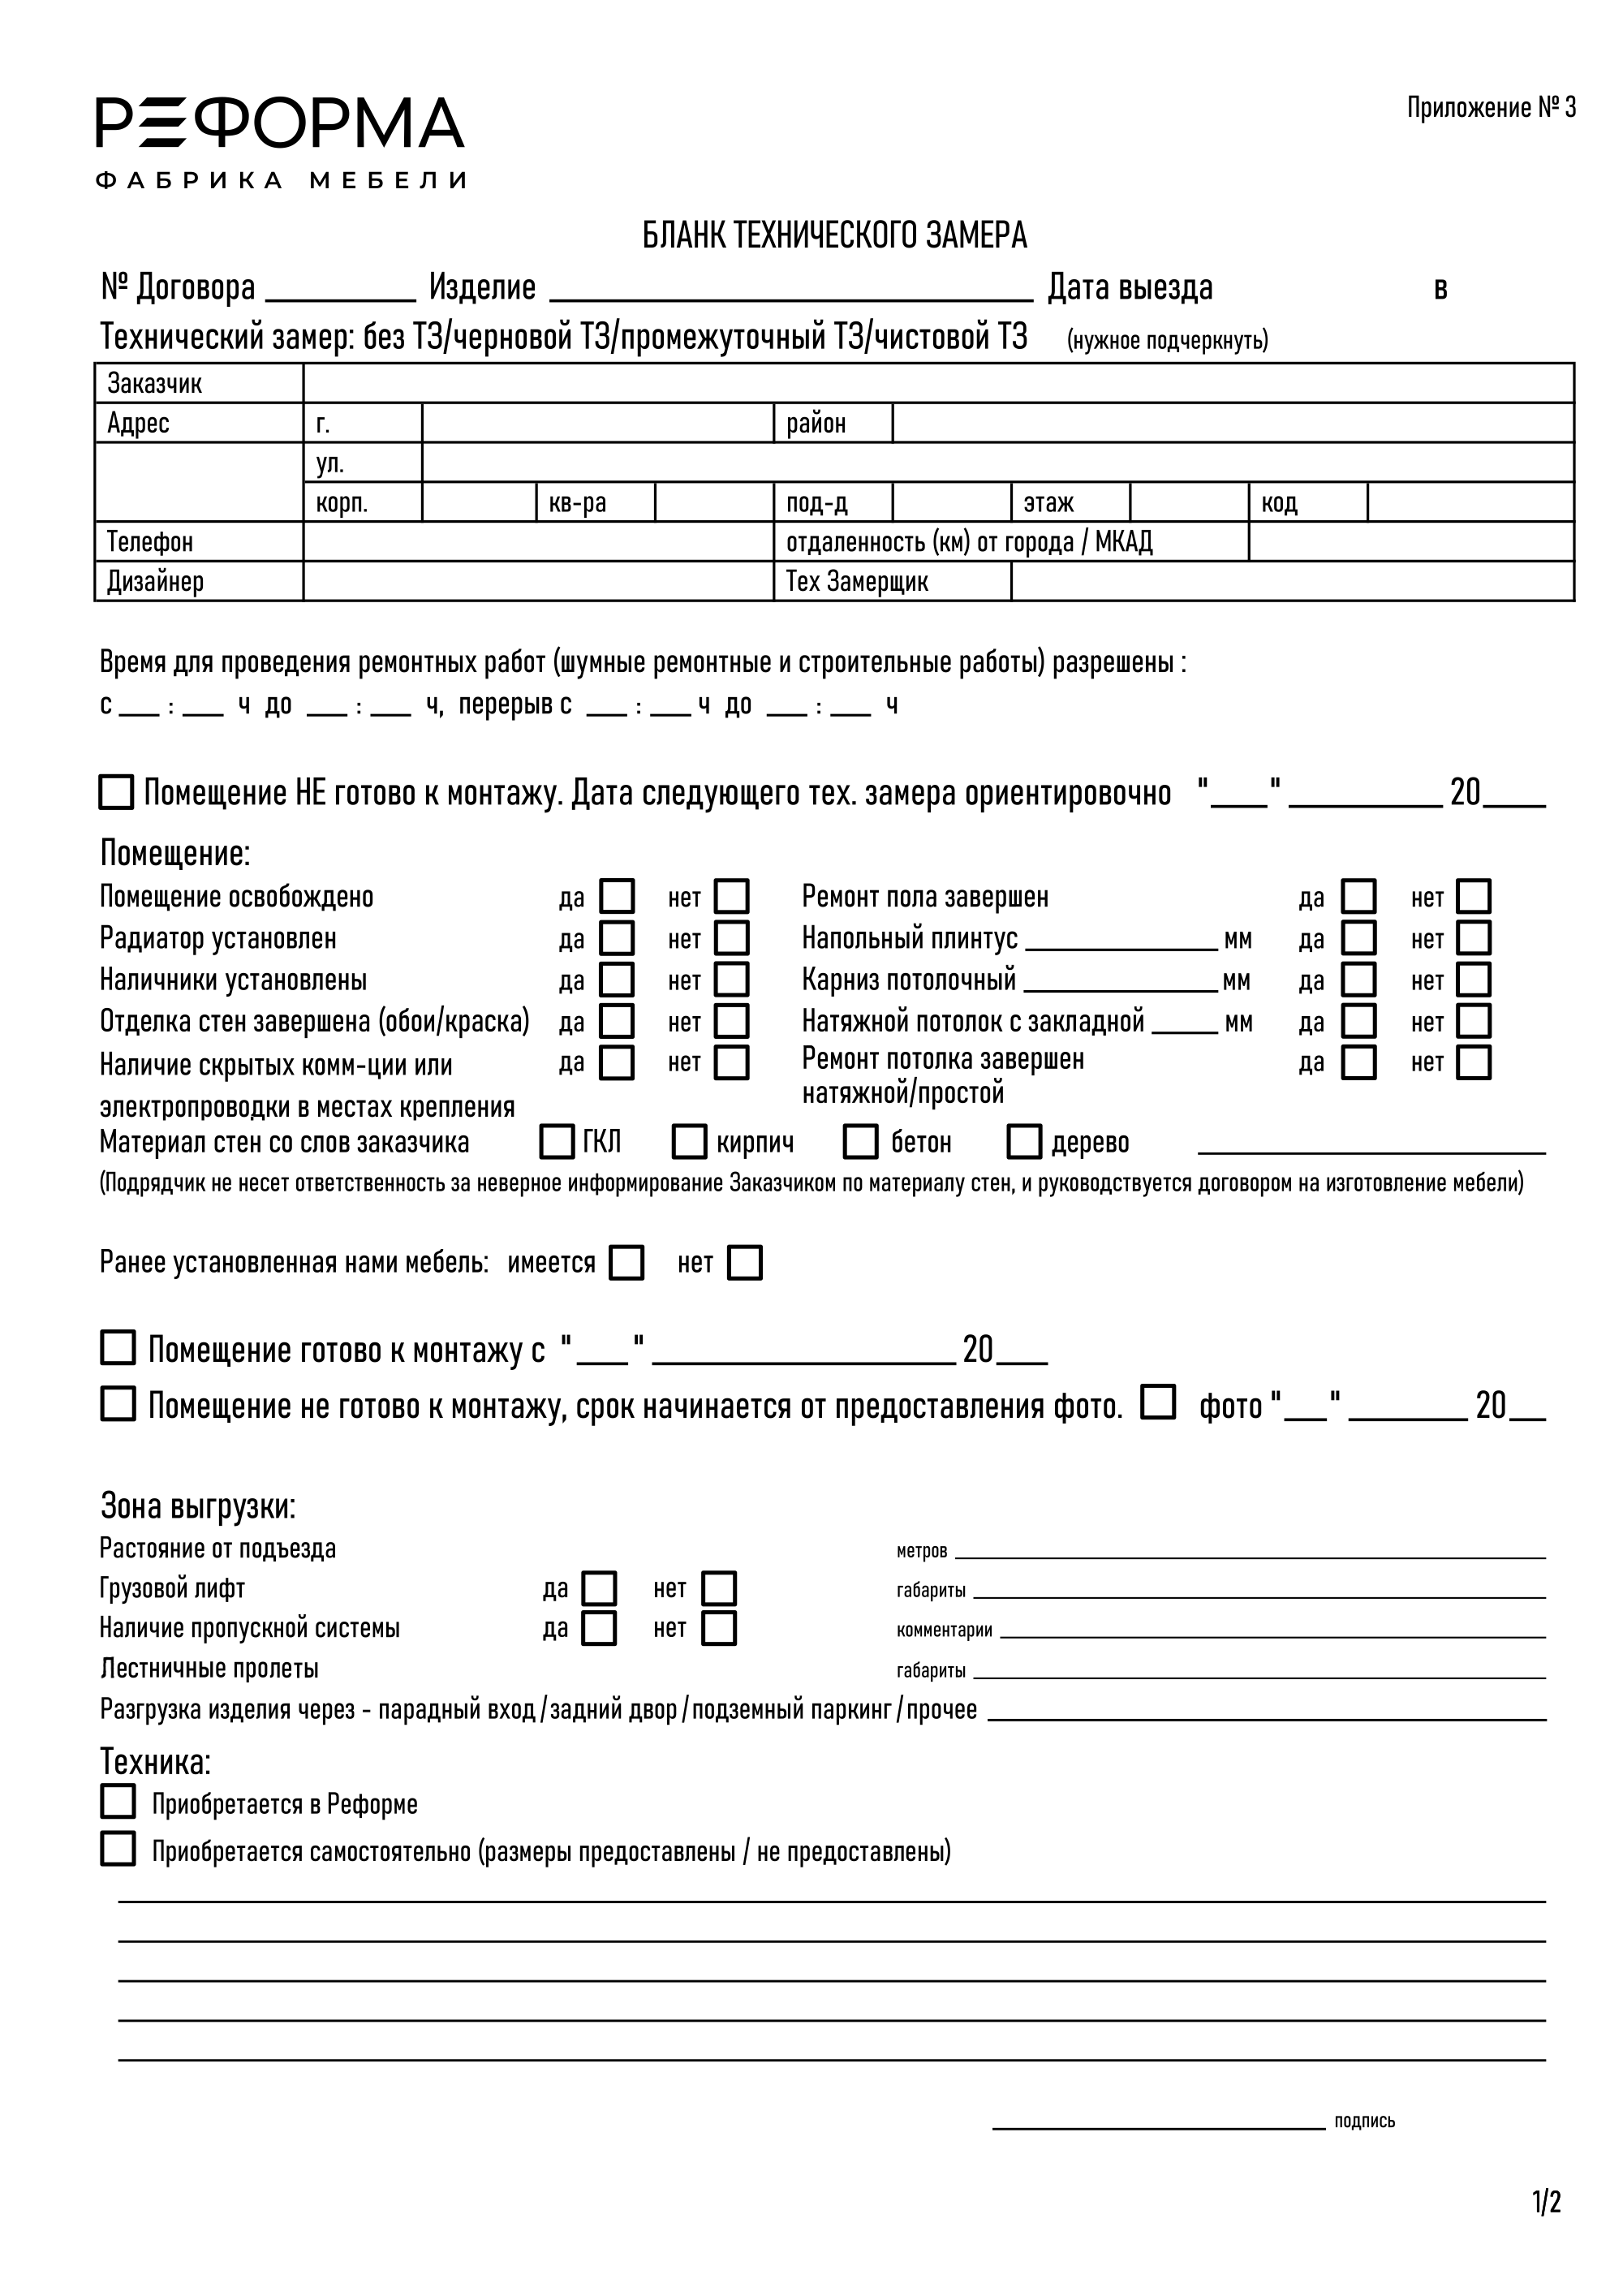 РЕФОРМА
ФАБРИКА МЕБЕЛИ
Приложение № 3
БЛАНК ТЕХНИЧЕСКОГО ЗАМЕРА
№ Договора ________ Изделие __________________________ Дата выезда в
Технический замер: без ТЗ/черновой ТЗ/промежуточный ТЗ/чистовой ТЗ (нужное подчеркнуть)
Заказчик
Адрес г. район
ул.
корп. кв-ра под-д этаж код
Телефон отдаленность (км) от города / МКАД
Дизайнер Тех Замерщик
Время для проведения ремонтных работ (шумные ремонтные и строительные работы) разрешены :
с ___ : ___ ч до ___ : ___ ч, перерыв с ___ : ___ ч до ___ : ___ ч
Помещение НЕ готово к монтажу. Дата следующего тех. замера ориентировочно "___" ________ 20___
Помещение:
Помещение освобождено да нет Ремонт пола завершен да нет
Радиатор установлен да нет Напольный плинтус __________ мм да нет
Наличники установлены да нет Карниз потолочный __________ мм да нет
Отделка стен завершена (обои/краска) да нет Натяжной потолок с закладной ____ мм да нет
Наличие скрытых комм-ции или да нет Ремонт потолка завершен да нет
электропроводки в местах крепления натяжной/простой
Материал стен со слов заказчика ГКЛ кирпич бетон дерево __________________
(Подрядчик не несет ответственность за неверное информирование Заказчиком по материалу стен, и руководствуется договором на изготовление мебели)
Ранее установленная нами мебель: имеется нет
Помещение готово к монтажу с "___" ________________ 20___
Помещение не готово к монтажу, срок начинается от предоставления фото. фото "___" ______ 20__
Зона выгрузки:
Растояние от подъезда метров ______________________________
Грузовой лифт да нет габариты ______________________________
Наличие пропускной системы да нет комментарии ____________________________
Лестничные пролеты габариты ______________________________
Разгрузка изделия через - парадный вход/задний двор/подземный паркинг/прочее ____________________________
Техника:
Приобретается в Реформе
Приобретается самостоятельно (размеры предоставлены / не предоставлены)
________________ подпись
1/2